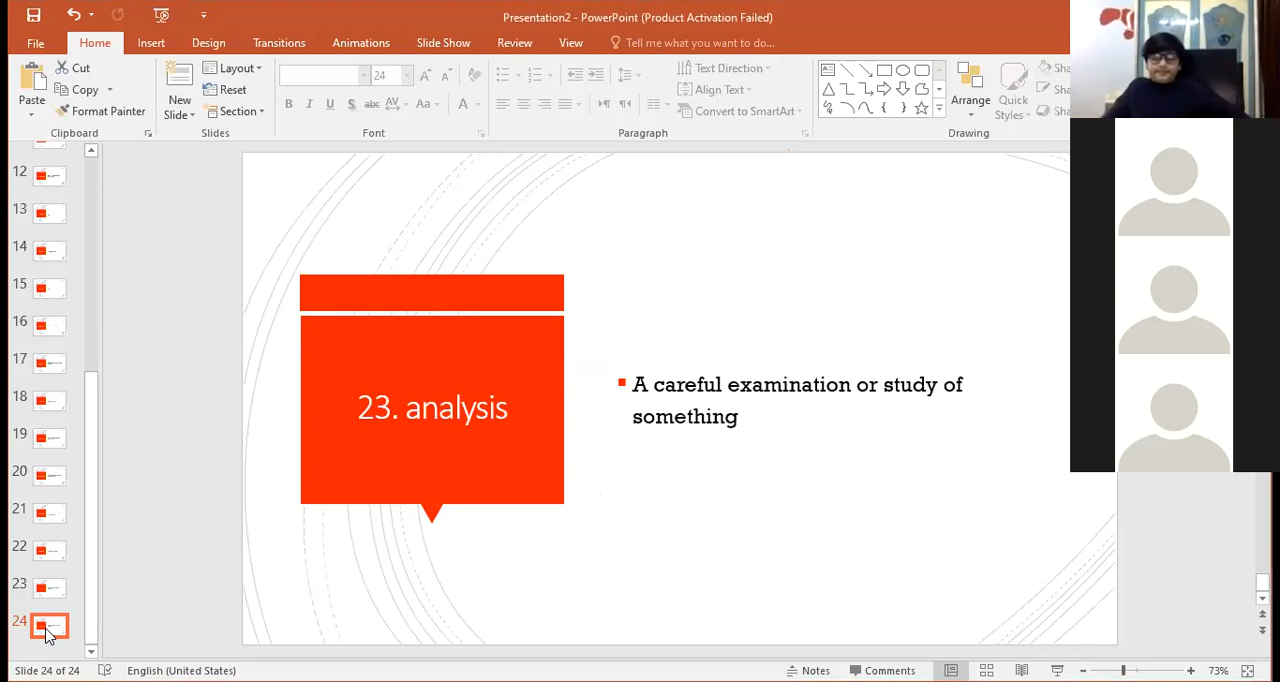 Presentation2 - PowerPoint (Product Activation Failed)
File Home Insert Design Transitions Animations Slide Show Review View Tell me what you want to do...
Paste
Cut
Copy
Format Painter
Clipboard
New Slide
Layout
Reset
Section
Slides
24
Font
Text Direction
Align Text
Convert to SmartArt
Paragraph
Arrange
Quick Styles
Drawing
12
13
14
15
16
17
18
19
20
21
22
23
24
23. analysis
A careful examination or study of
something
Slide 24 of 24 English (United States) Notes Comments 73%